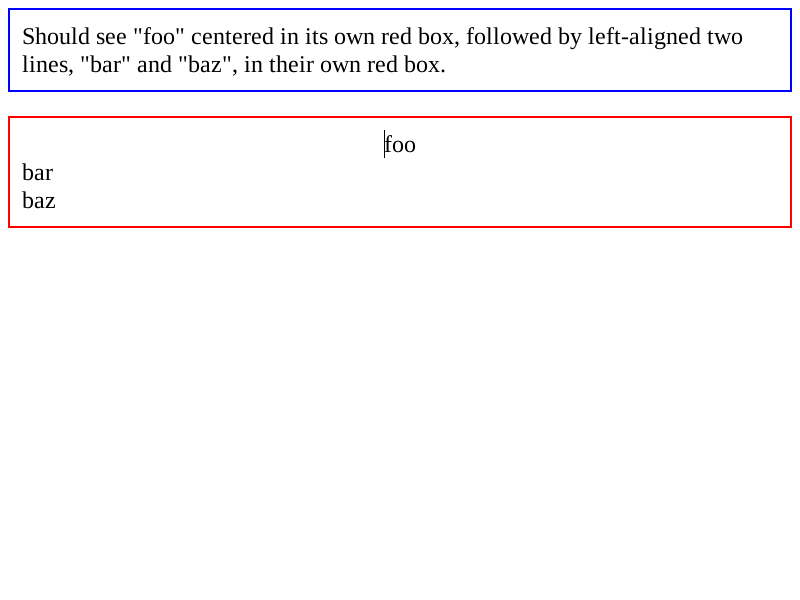 Should see "foo" centered in its own red box, followed by left-aligned two
lines, "bar" and "baz", in their own red box.
foo
bar
baz